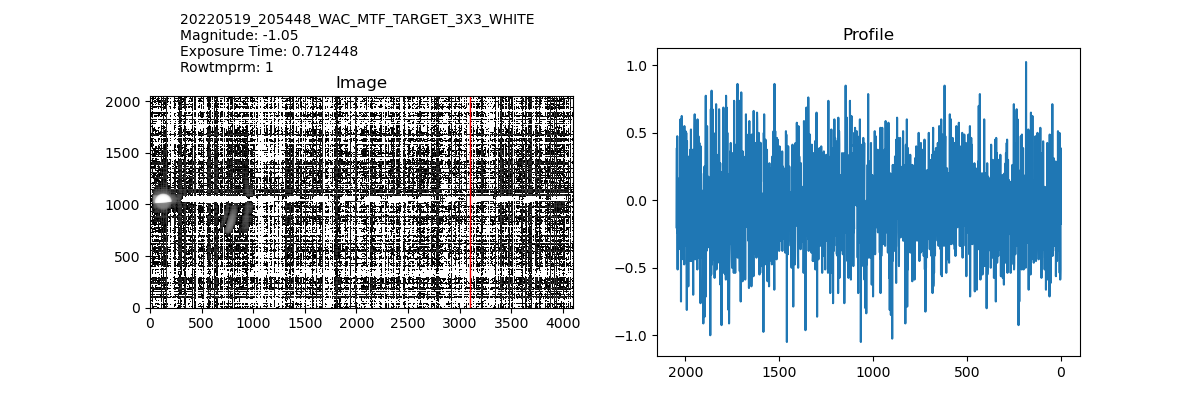 20220519_205448_WAC_MTF_TARGET_3X3_WHITE
Magnitude: -1.05
Exposure Time: 0.712448
Rowtmprm: 1
Image
2000
1500
1000
500
0
0 500 1000 1500 2000 2500 3000 3500 4000
Profile
1.0
0.5
0.0
−0.5
−1.0
2000 1500 1000 500 0